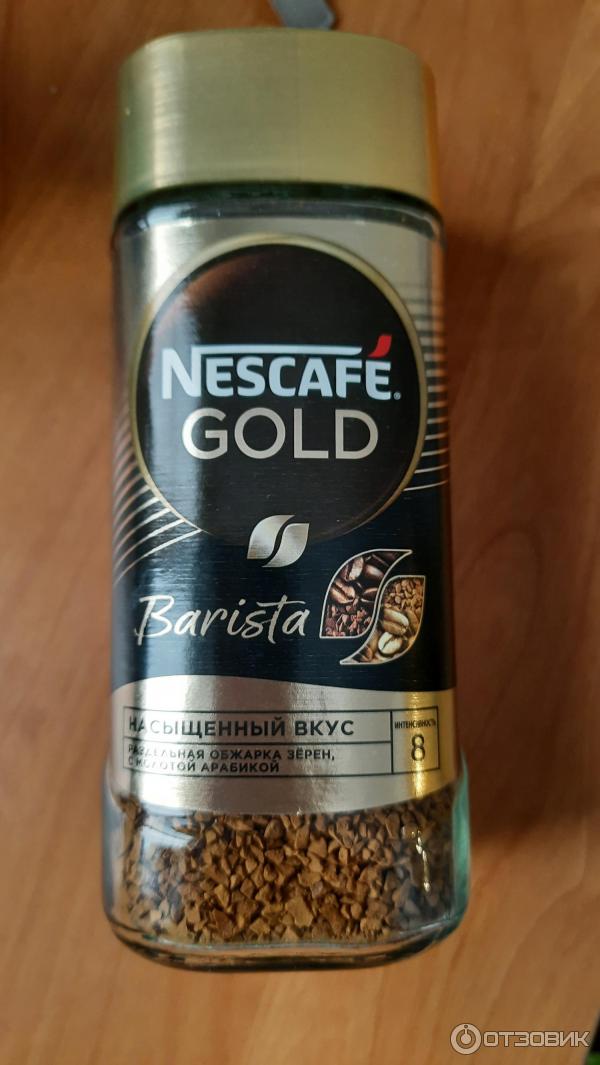 NESCAFÉ®
GOLD
Barista
НАСЫЩЕННЫЙ ВКУС
РАЗДЕЛЬНАЯ ОБЖАРКА ЗЁРЕН,
С МОЛОТОЙ АРАБИКОЙ
ИНТЕНСИВНОСТЬ
8
ОТЗОВИК